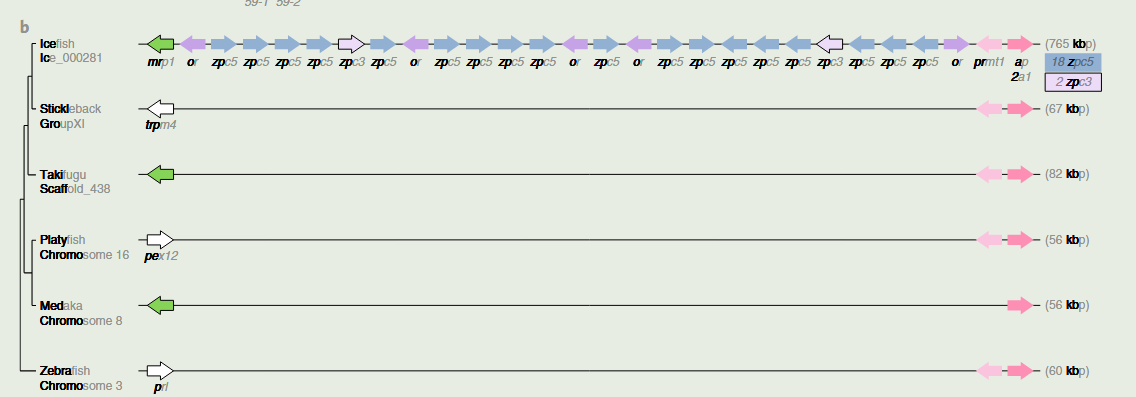 59-1 59-2
b
Icefish (765 kbp)
Ice_000281
mrp1 or zpc5 zpc5 zpc5 zpc5 zpc3 zpc5 or zpc5 zpc5 zpc5 zpc5 or zpc5 or zpc5 zpc5 zpc5 zpc5 zpc5 zpc3 zpc5 zpc5 zpc5 or prmt1 ap 18 zpc5
2a1 2 zpc3
Stickleback (67 kbp)
GroupXI trpm4
Takifugu (82 kbp)
Scaffold_438
Platyfish (56 kbp)
Chromosome 16 pex12
Medaka (56 kbp)
Chromosome 8
Zebrafish (60 kbp)
Chromosome 3 prl